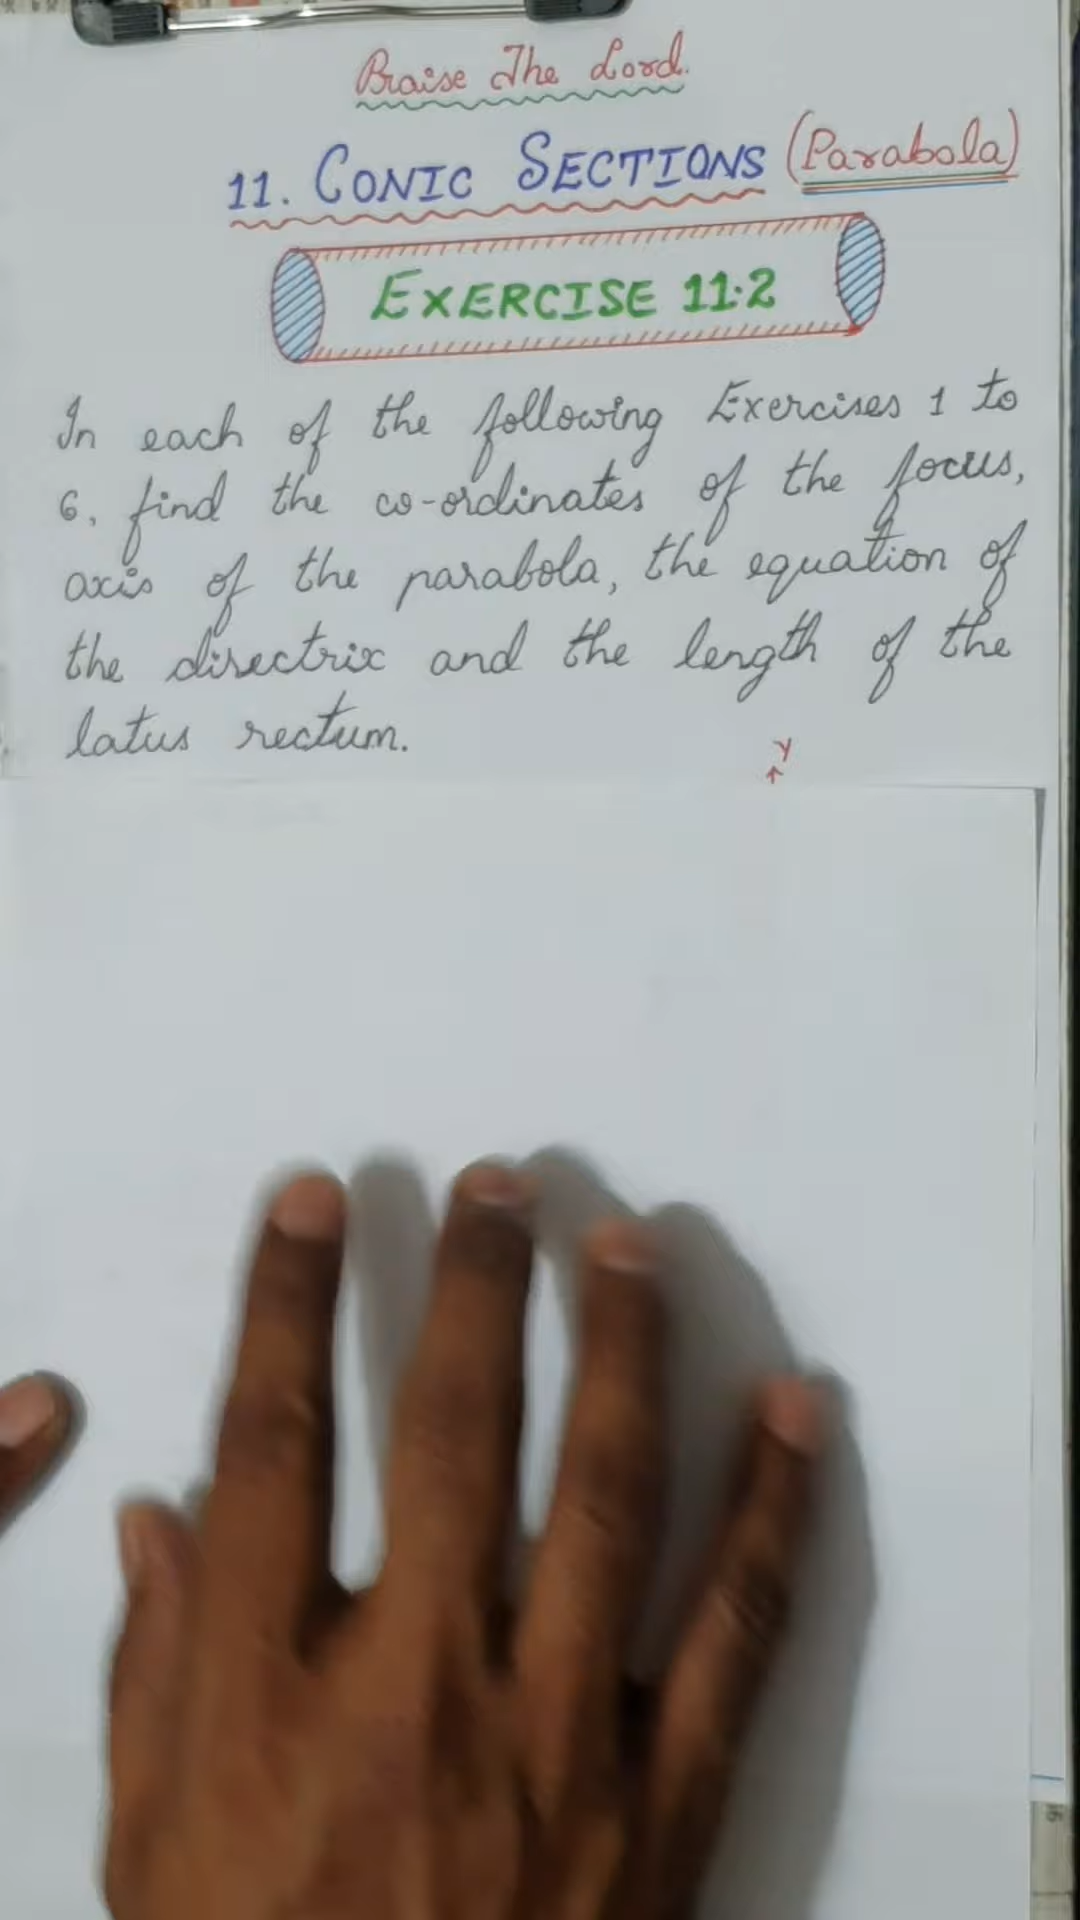 Praise The Lord.
11. CONIC SECTIONS (Parabola)
EXERCISE 11.2
In each of the following Exercises 1 to
6, find the co-ordinates of the focus,
axis of the parabola, the equation of
the directrix and the length of the
latus rectum.
Y